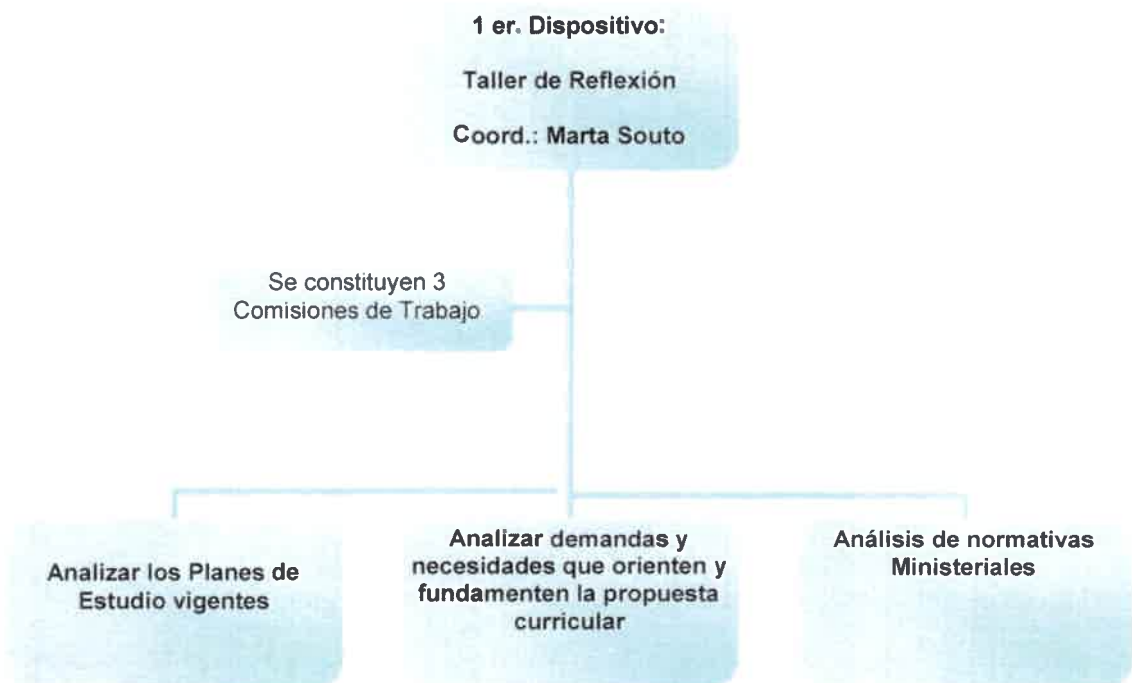 1 er. Dispositivo:
Taller de Reflexión
Coord.: Marta Souto
Se constituyen 3
Comisiones de Trabajo
Analizar los Planes de
Estudio vigentes
Analizar demandas y
necesidades que orienten y
fundamenten la propuesta
curricular
Análisis de normativas
Ministeriales